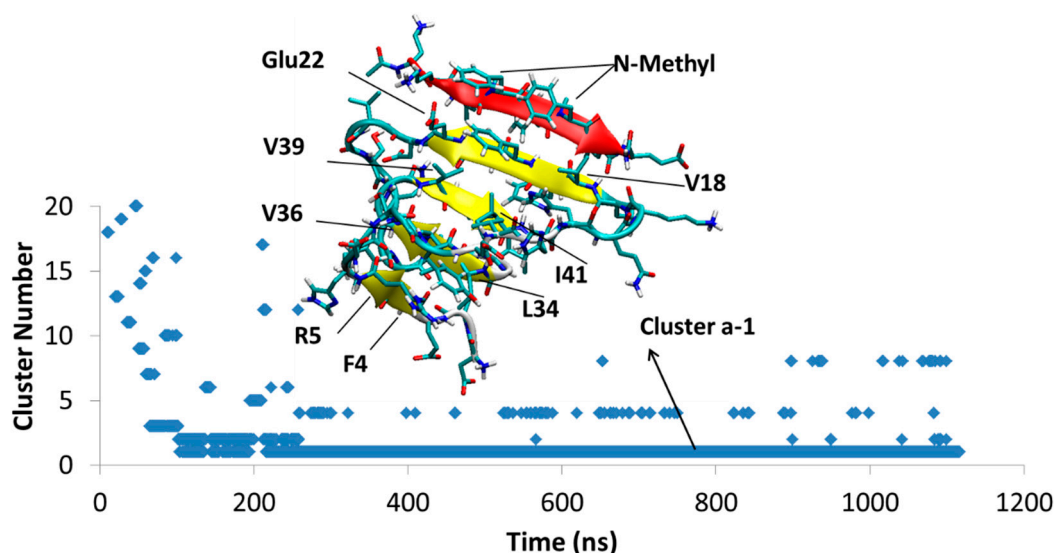 Glu22
N-Methyl
V39
V18
V36
I41
L34
R5
F4
Cluster a-1
Cluster Number
20
15
10
5
0
0
200
400
600
800
1000
1200
Time (ns)